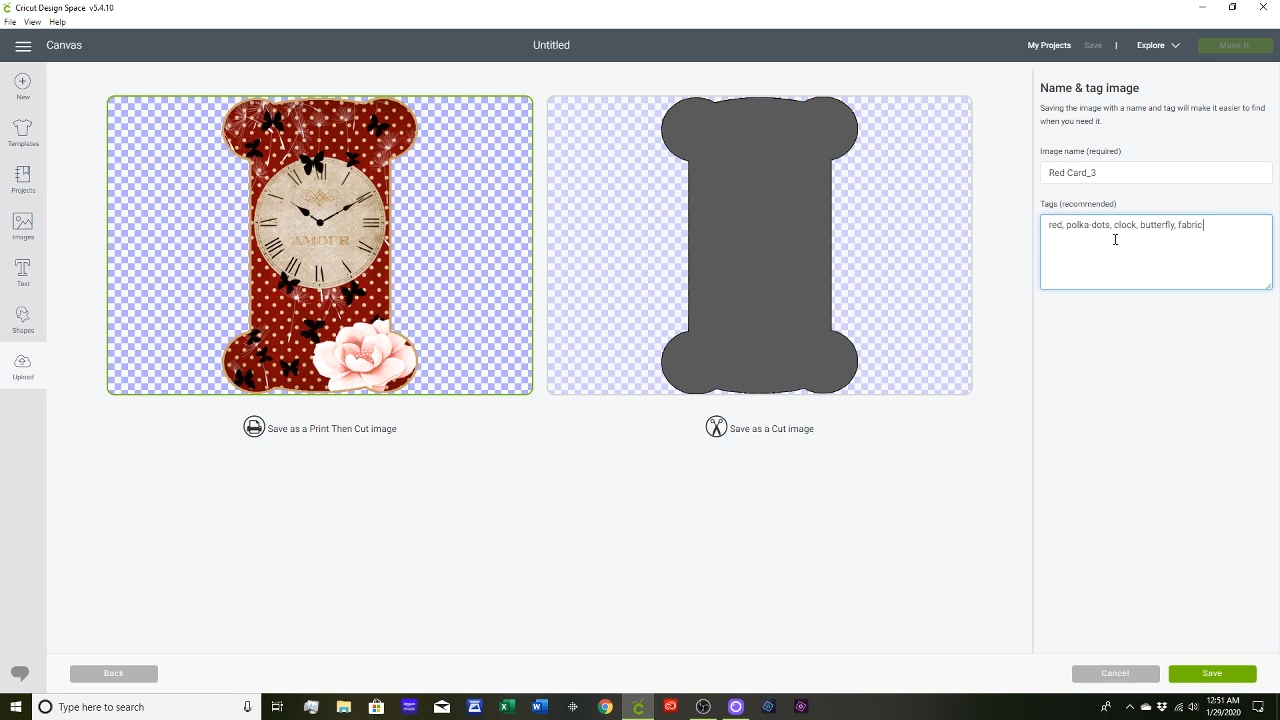 Cricut Design Space v5.4.10
File View Help
Canvas
Untitled
My Projects Save | Explore Make It
New
Templates
Projects
Images
Text
Shapes
Upload
AMOUR
Save as a Print Then Cut image
Save as a Cut image
Name & tag image
Saving the image with a name and tag will make it easier to find
when you need it.
Image name (required)
Red Card_3
Tags (recommended)
red, polka-dots, clock, butterfly, fabric
Back
Cancel
Save
Type here to search
12:51 AM
1/29/2020